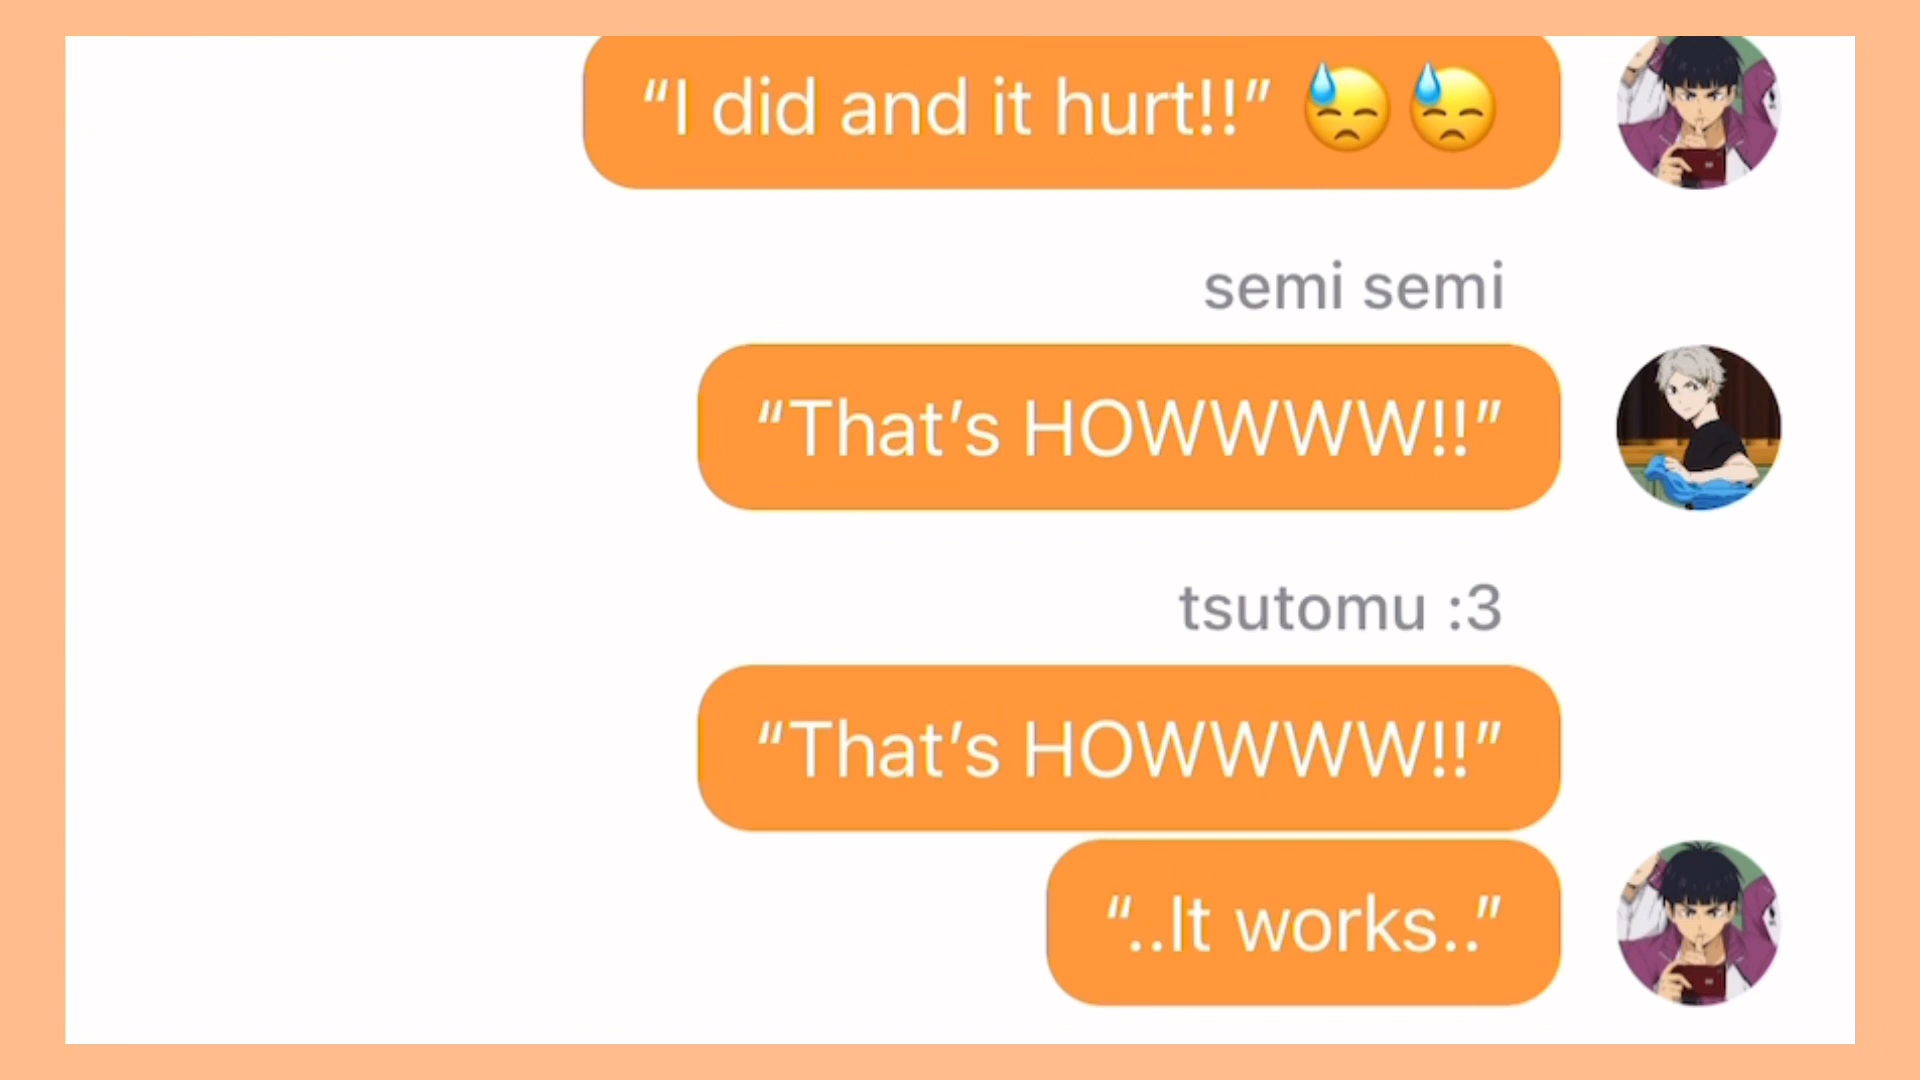 “I did and it hurt!!” 😓😓
semi semi
“That’s HOWWWW!!”
tsutomu :3
“That’s HOWWWW!!”
“..It works..”